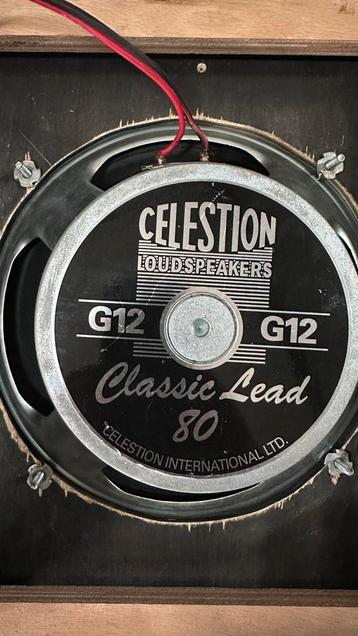 CELESTION
LOUDSPEAKERS
G12 G12
Classic Lead
80
CELESTION INTERNATIONAL LTD.